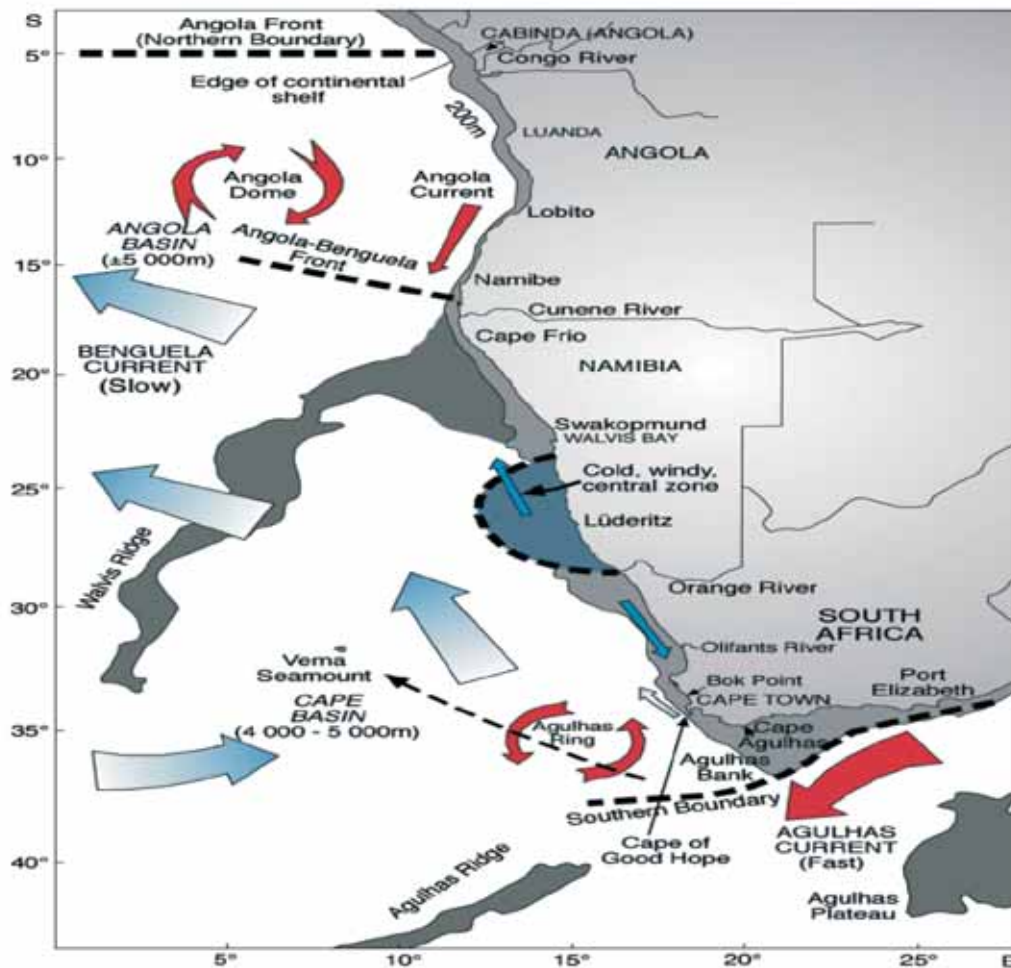 S
Angola Front
(Northern Boundary)
CABINDA (ANGOLA)
5°
Congo River
Edge of continental
shelf
200m
LUANDA
ANGOLA
10°
Angola
Dome
Angola
Current
Lobito
ANGOLA
BASIN
(±5 000m)
Angola-Benguela
Front
15°
Namibe
Cunene River
Cape Frio
BENGUELA
CURRENT
(Slow)
NAMIBIA
20°
Swakopmund
WALVIS BAY
Cold, windy,
central zone
25°
Lüderitz
Walvis Ridge
Orange River
30°
SOUTH
AFRICA
Olifants River
Vema
Seamount
Bok Point
Port
Elizabeth
CAPE TOWN
CAPE
BASIN
(4 000 - 5 000m)
35°
Agulhas
Ring
Cape
Agulhas
Agulhas
Bank
Southern Boundary
Cape of
Good Hope
AGULHAS
CURRENT
(Fast)
40°
Agulhas Ridge
Agulhas
Plateau
5°
10°
15°
20°
25°
E